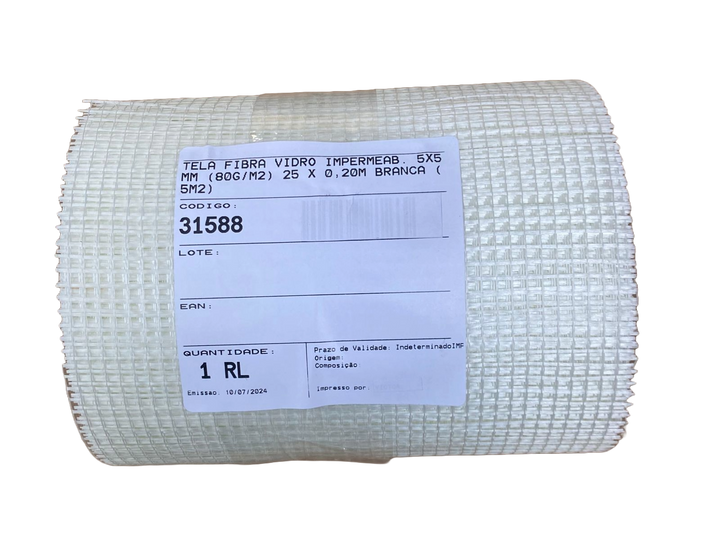 TELA FIBRA VIDRO IMPERMEAB. 5X5
MM (80G/M2) 25 X 0,20M BRANCA (
5M2)
CODIGO:
31588
LOTE:
EAN:
QUANTIDADE:
1 RL
Emissao. 10/07/2024
Prazo de Validade: IndeterminadoIMP
Origem:
Composição
Impresso por.